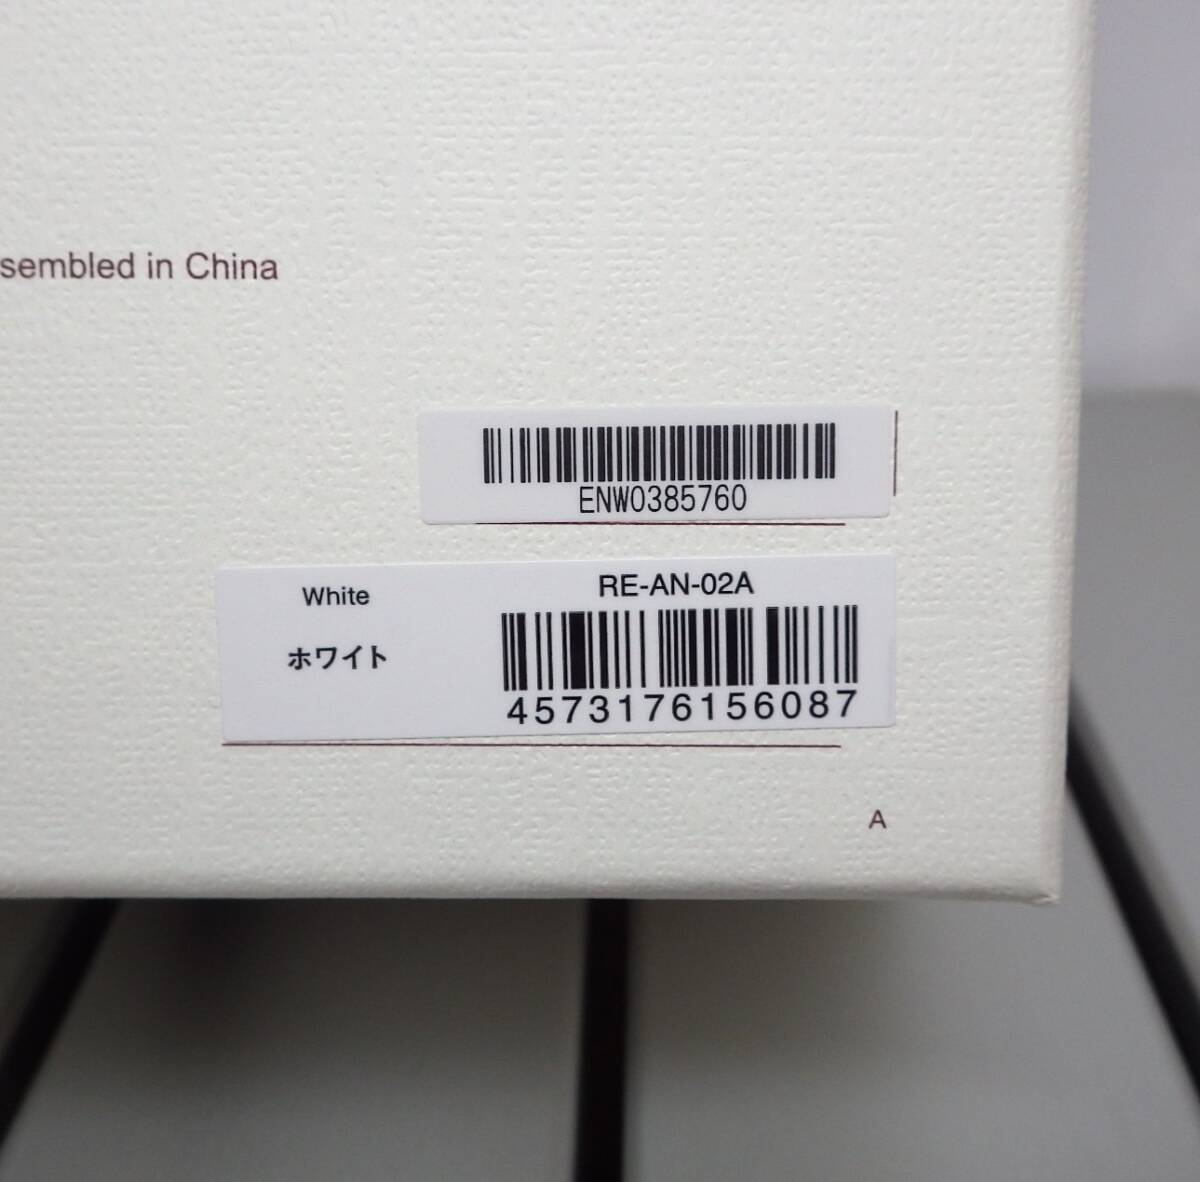 sembled in China
ENW0385760
White
RE-AN-02A
ホワイト
4573176156087
A